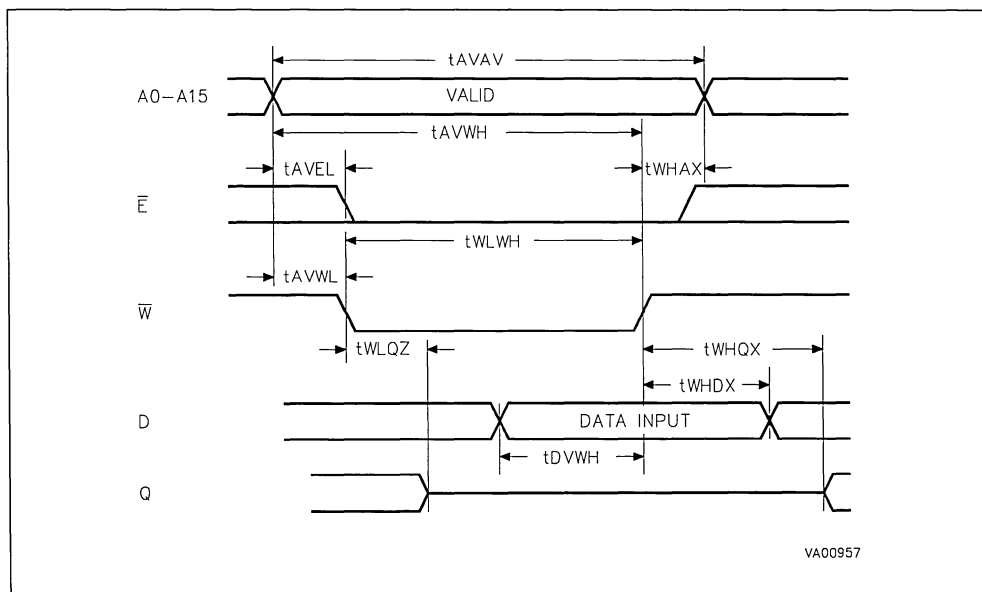 tAVAV
A0-A15 VALID
tAVWH
tAVEL tWHAX
E̅
tWLWH
tAVWL
W̅
tWLQZ tWHQX
tWHDX
D DATA INPUT
tDVWH
Q
VA00957